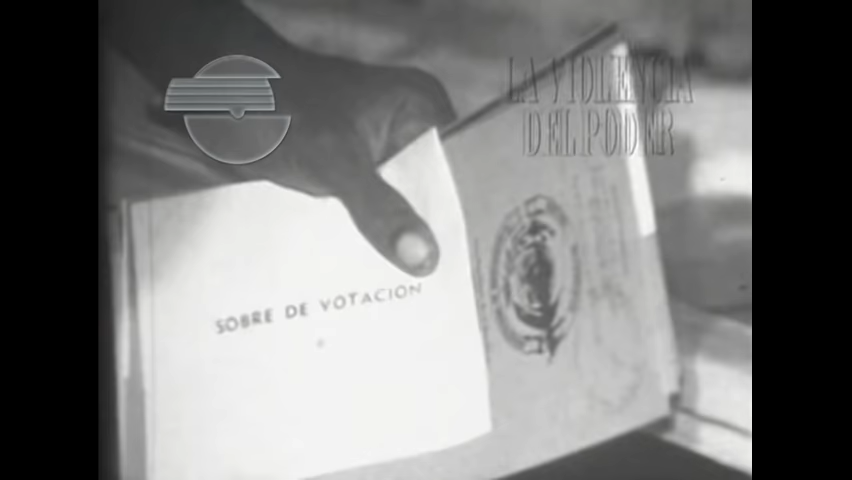 LA VIOLENCIA
DEL PODER
SOBRE DE VOTACION